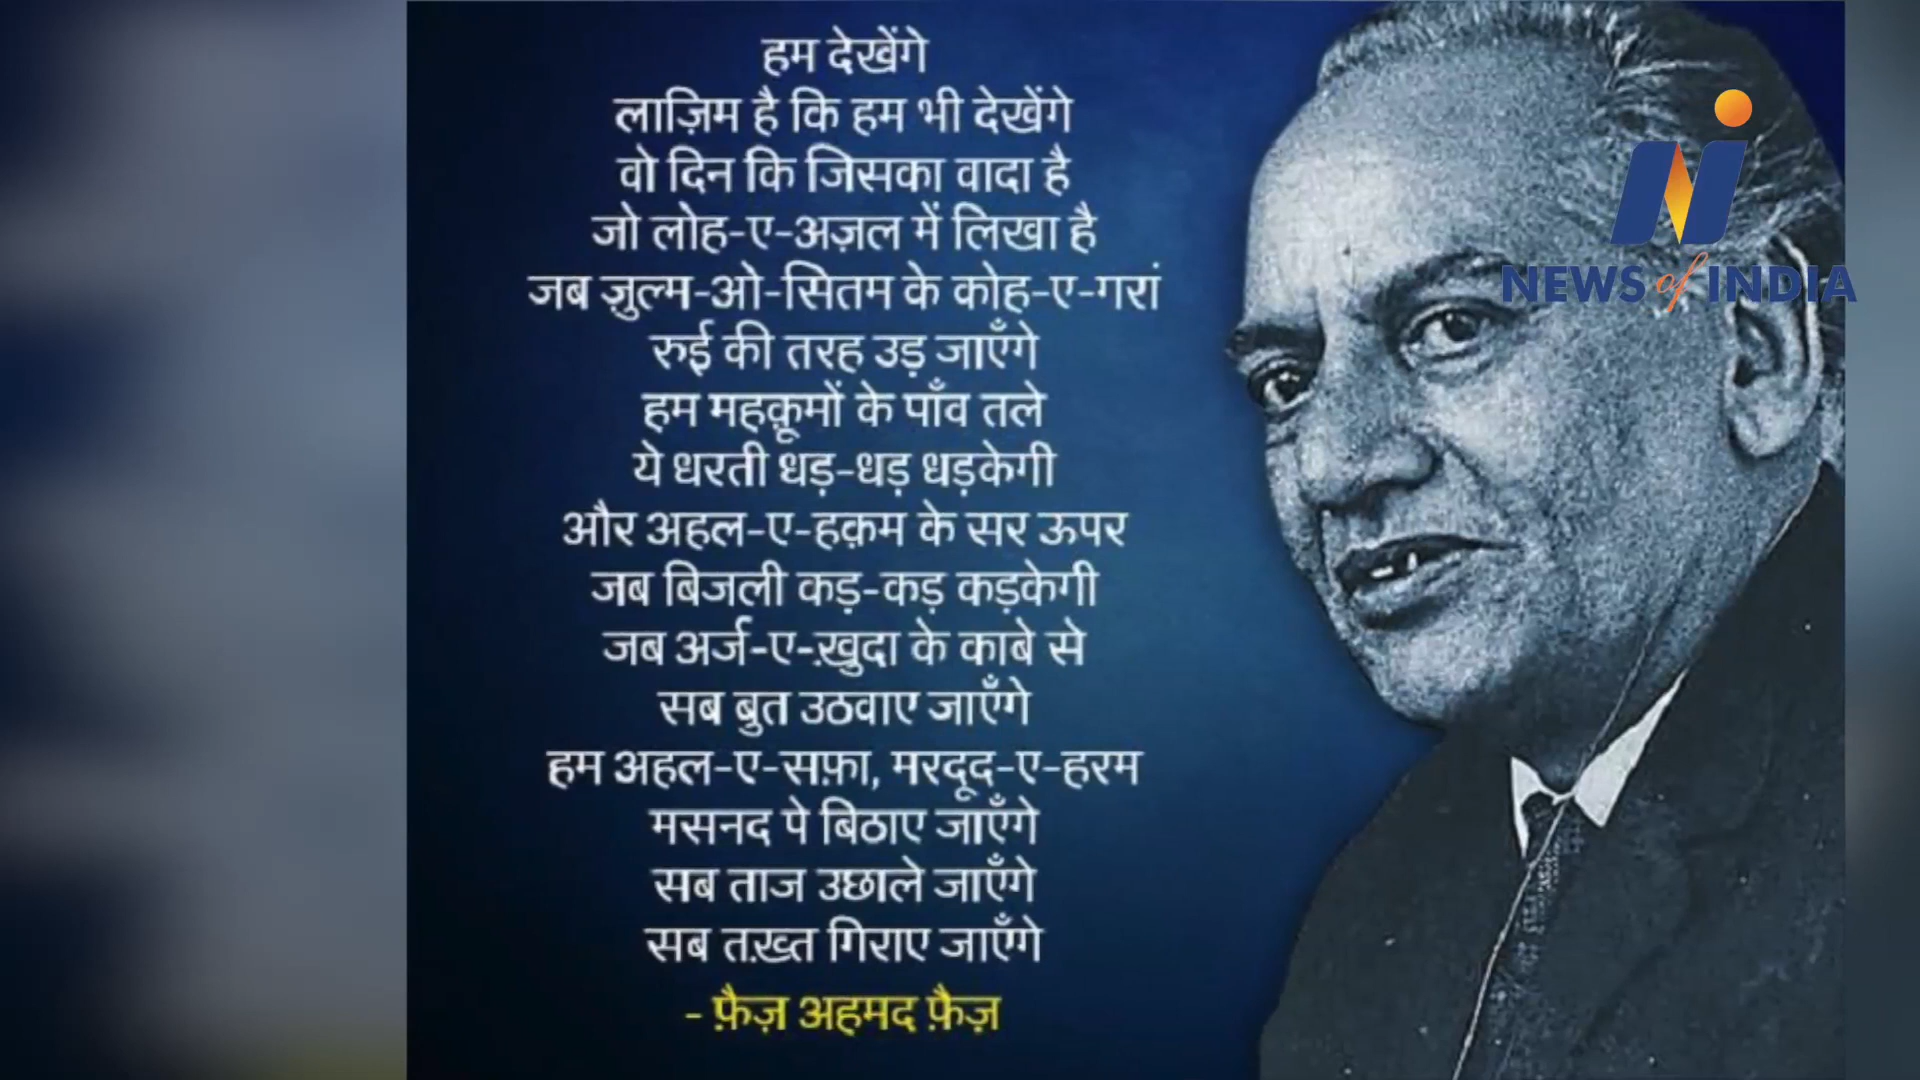 हम देखेंगे
लाज़िम है कि हम भी देखेंगे
वो दिन कि जिसका वादा है
जो लोह-ए-अज़ल में लिखा है
जब ज़ुल्म-ओ-सितम के कोह-ए-गरां
रुई की तरह उड़ जाएँगे
हम महक़ूमों के पाँव तले
ये धरती धड़-धड़ धड़केगी
और अहल-ए-हक़म के सर ऊपर
जब बिजली कड़-कड़ कड़केगी
जब अर्ज-ए-ख़ुदा के काबे से
सब बुत उठवाए जाएँगे
हम अहल-ए-सफ़ा, मरदूद-ए-हरम
मसनद पे बिठाए जाएँगे
सब ताज उछाले जाएँगे
सब तख़्त गिराए जाएँगे
- फ़ैज़ अहमद फ़ैज़
NEWS of INDIA